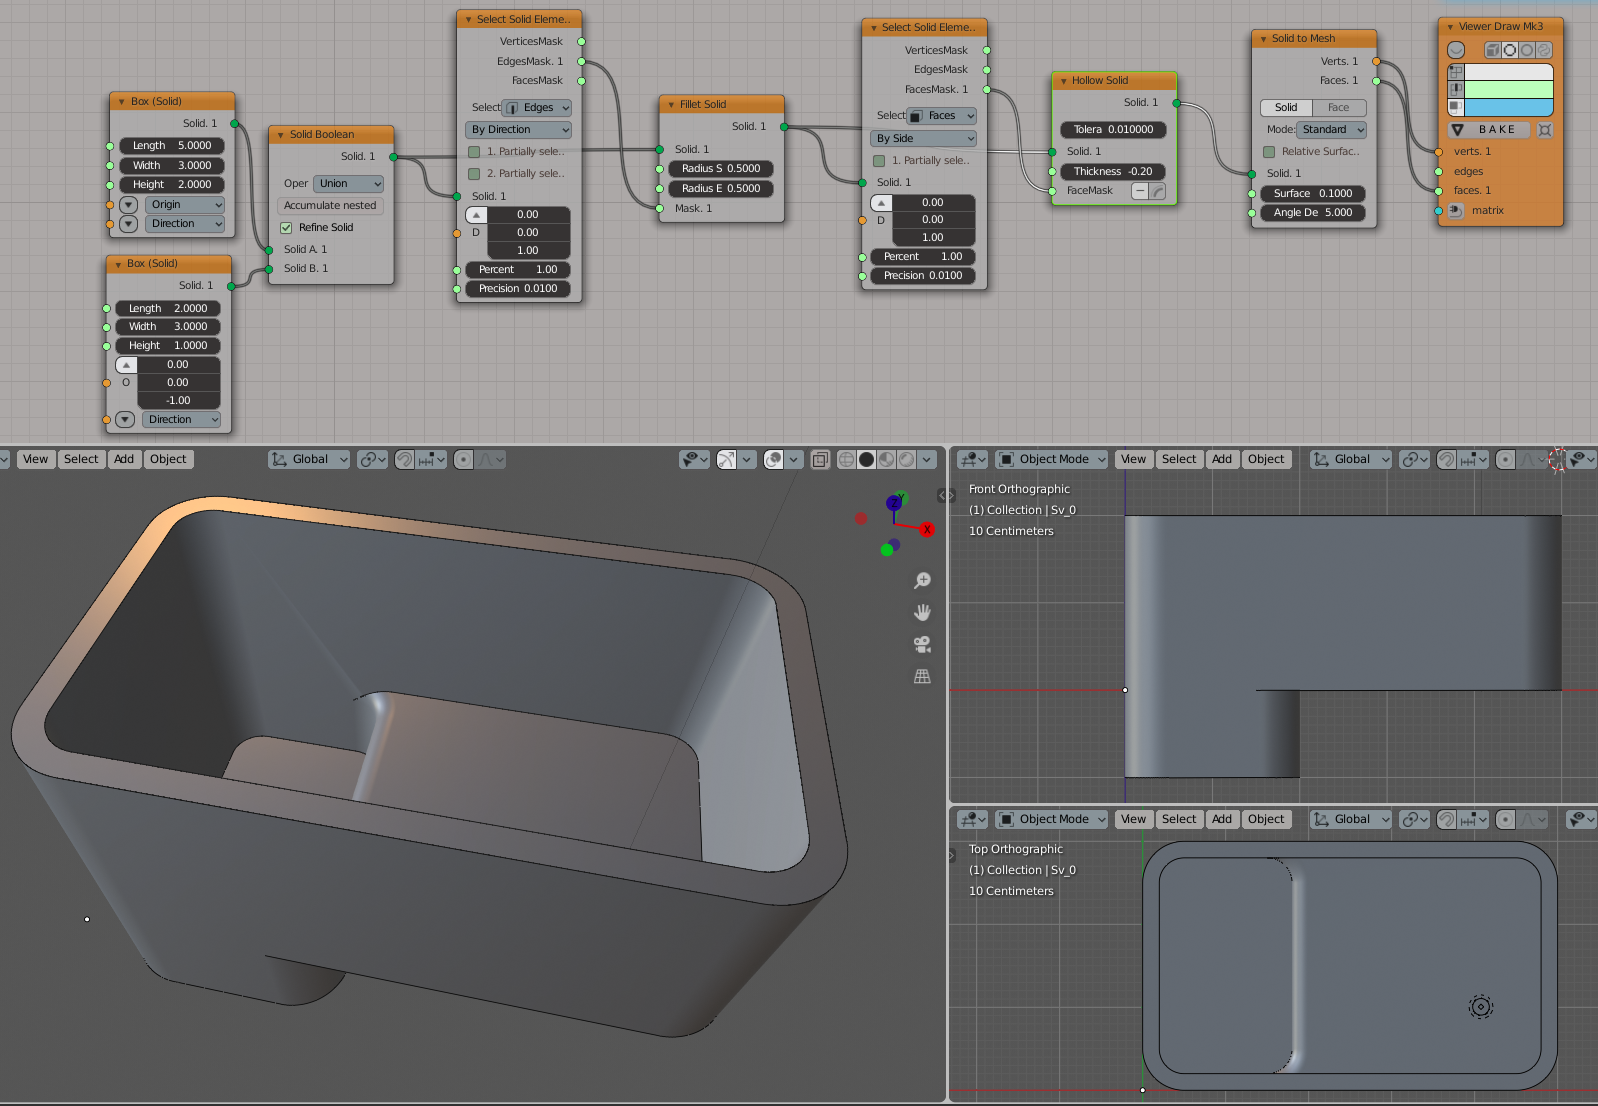 Box (Solid)
Solid. 1
Length 5.0000
Width 3.0000
Height 2.0000
Origin
Direction
Box (Solid)
Solid. 1
Length 2.0000
Width 3.0000
Height 1.0000
0.00
O 0.00
-1.00
Direction
Solid Boolean
Solid. 1
Oper Union
Accumulate nested
Refine Solid
Solid A. 1
Solid B. 1
Select Solid Eleme..
VerticesMask
EdgesMask. 1
FacesMask
Select Edges
By Direction
1. Partially sele..
2. Partially sele..
Solid. 1
0.00
D 0.00
1.00
Percent 1.00
Precision 0.0100
Fillet Solid
Solid. 1
Solid. 1
Radius S 0.5000
Radius E 0.5000
Mask. 1
Select Solid Eleme..
VerticesMask
EdgesMask
FacesMask. 1
Select Faces
By Side
1. Partially sele..
Solid. 1
0.00
D 0.00
1.00
Percent 1.00
Precision 0.0100
Hollow Solid
Solid. 1
Tolera 0.010000
Solid. 1
Thickness -0.20
FaceMask
Solid to Mesh
Verts. 1
Faces. 1
Solid Face
Mode: Standard
Relative Surfac..
Solid. 1
Surface 0.1000
Angle De 5.000
Viewer Draw Mk3
BAKE
verts. 1
edges
faces. 1
matrix
View Select Add Object Global
Z
Y
X
Object Mode View Select Add Object Global
Front Orthographic
(1) Collection | Sv_0
10 Centimeters
Object Mode View Select Add Object Global
Top Orthographic
(1) Collection | Sv_0
10 Centimeters